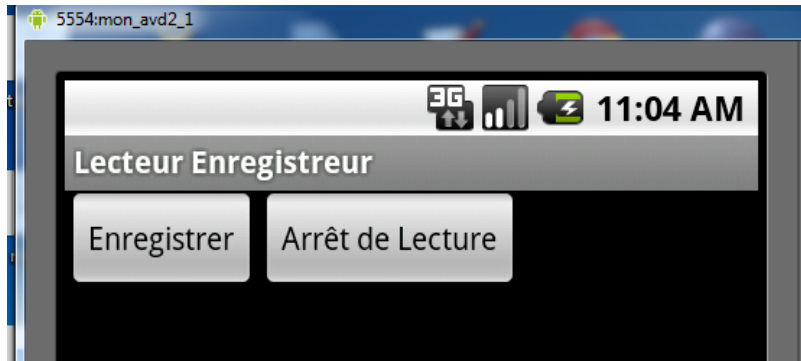 5554:mon_avd2_1
3G 11:04 AM
Lecteur Enregistreur
Enregistrer Arrêt de Lecture